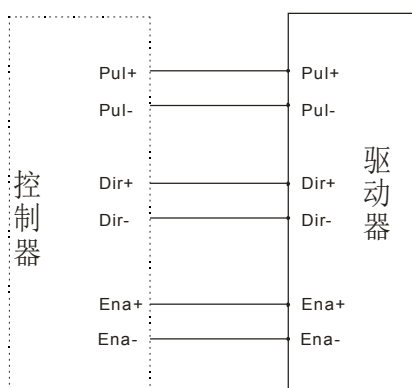 Pul+ Pul+
Pul- Pul-
Dir+ Dir+
Dir- Dir-
Ena+ Ena+
Ena- Ena-
控制器
驱动器